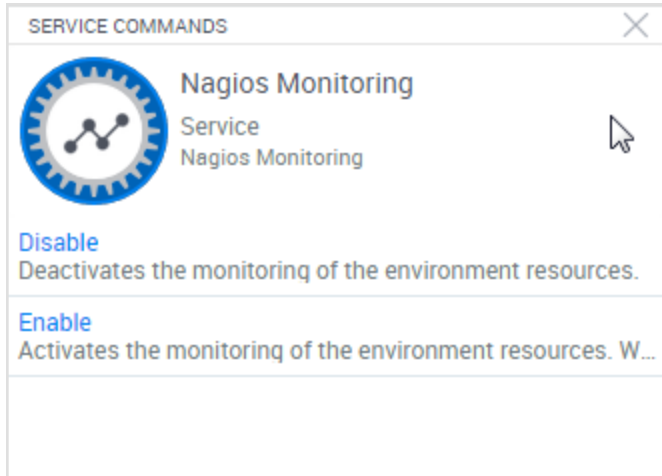 SERVICE COMMANDS
Nagios Monitoring
Service
Nagios Monitoring
Disable
Deactivates the monitoring of the environment resources.
Enable
Activates the monitoring of the environment resources. W...